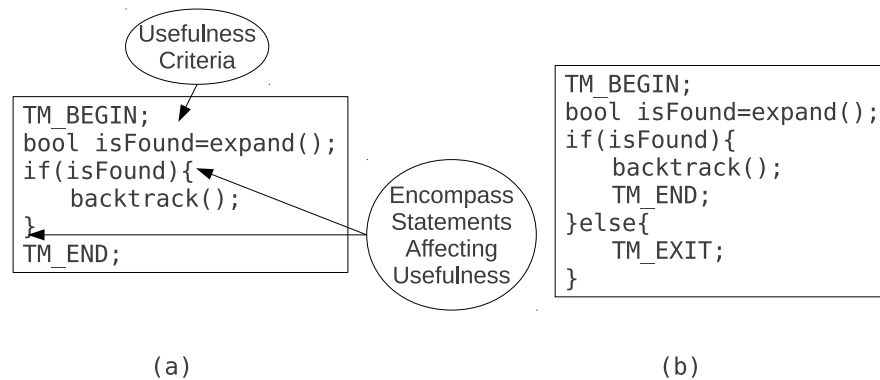 Usefulness
Criteria
TM_BEGIN;
bool isFound=expand();
if(isFound){
backtrack();
}
TM_END;
Encompass
Statements
Affecting
Usefulness
TM_BEGIN;
bool isFound=expand();
if(isFound){
backtrack();
TM_END;
}else{
TM_EXIT;
}
(a)
(b)